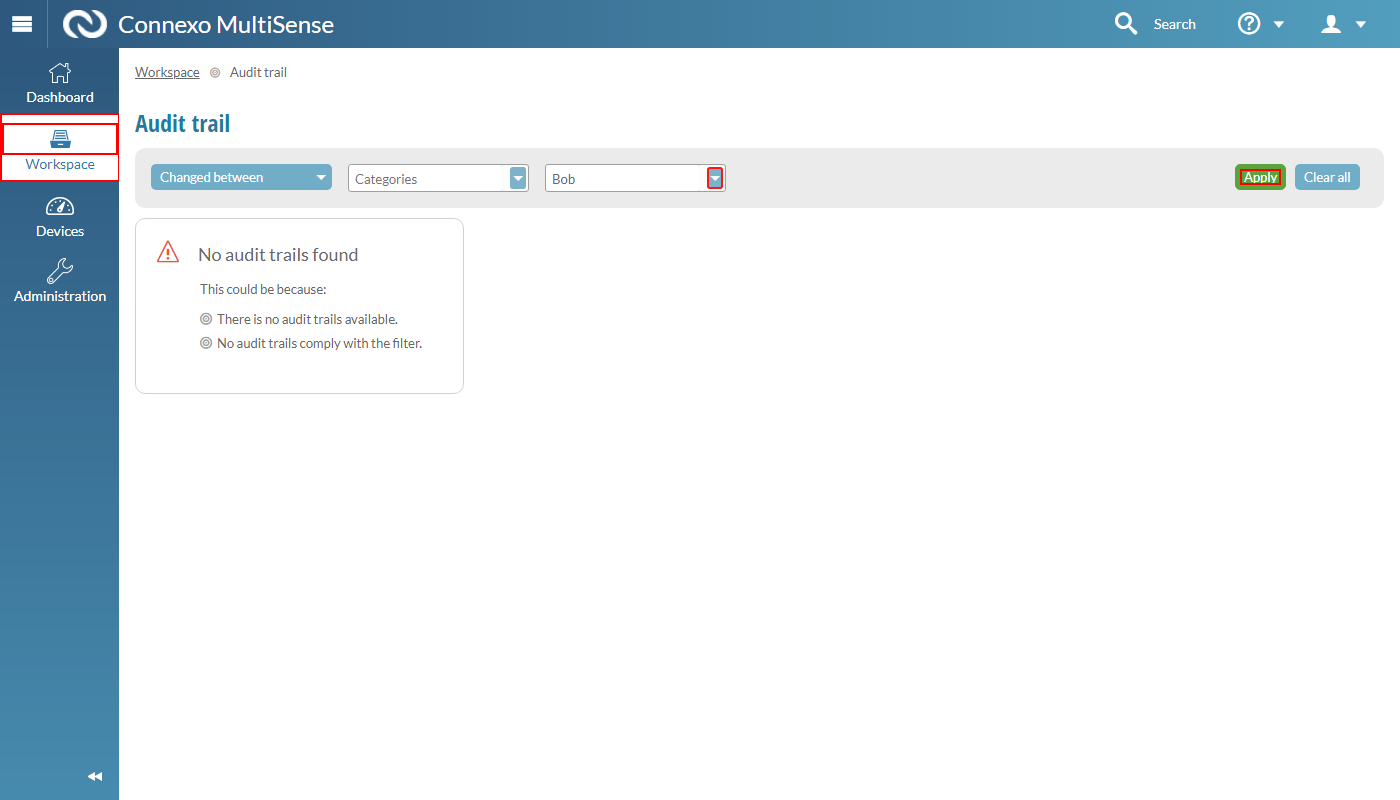 Connexo MultiSense
Search
Dashboard
Workspace
Devices
Administration
Workspace Audit trail
Audit trail
Changed between
Categories
Bob
Apply
Clear all
No audit trails found
This could be because:
There is no audit trails available.
No audit trails comply with the filter.